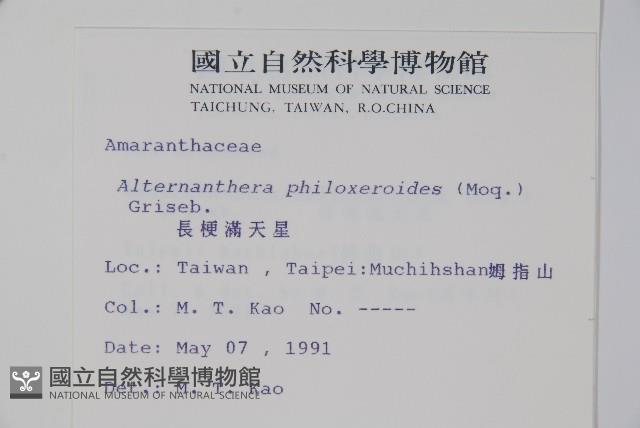 國立自然科學博物館
NATIONAL MUSEUM OF NATURAL SCIENCE
TAICHUNG, TAIWAN, R.O.CHINA
Amaranthaceae
Alternanthera philoxeroides (Moq.)
Griseb.
長梗滿天星
Loc.: Taiwan , Taipei:Muchihshan姆指山
Col.: M. T. Kao No. -----
Date: May 07 , 1991
Det.: M. T. Kao
國立自然科學博物館
NATIONAL MUSEUM OF NATURAL SCIENCE